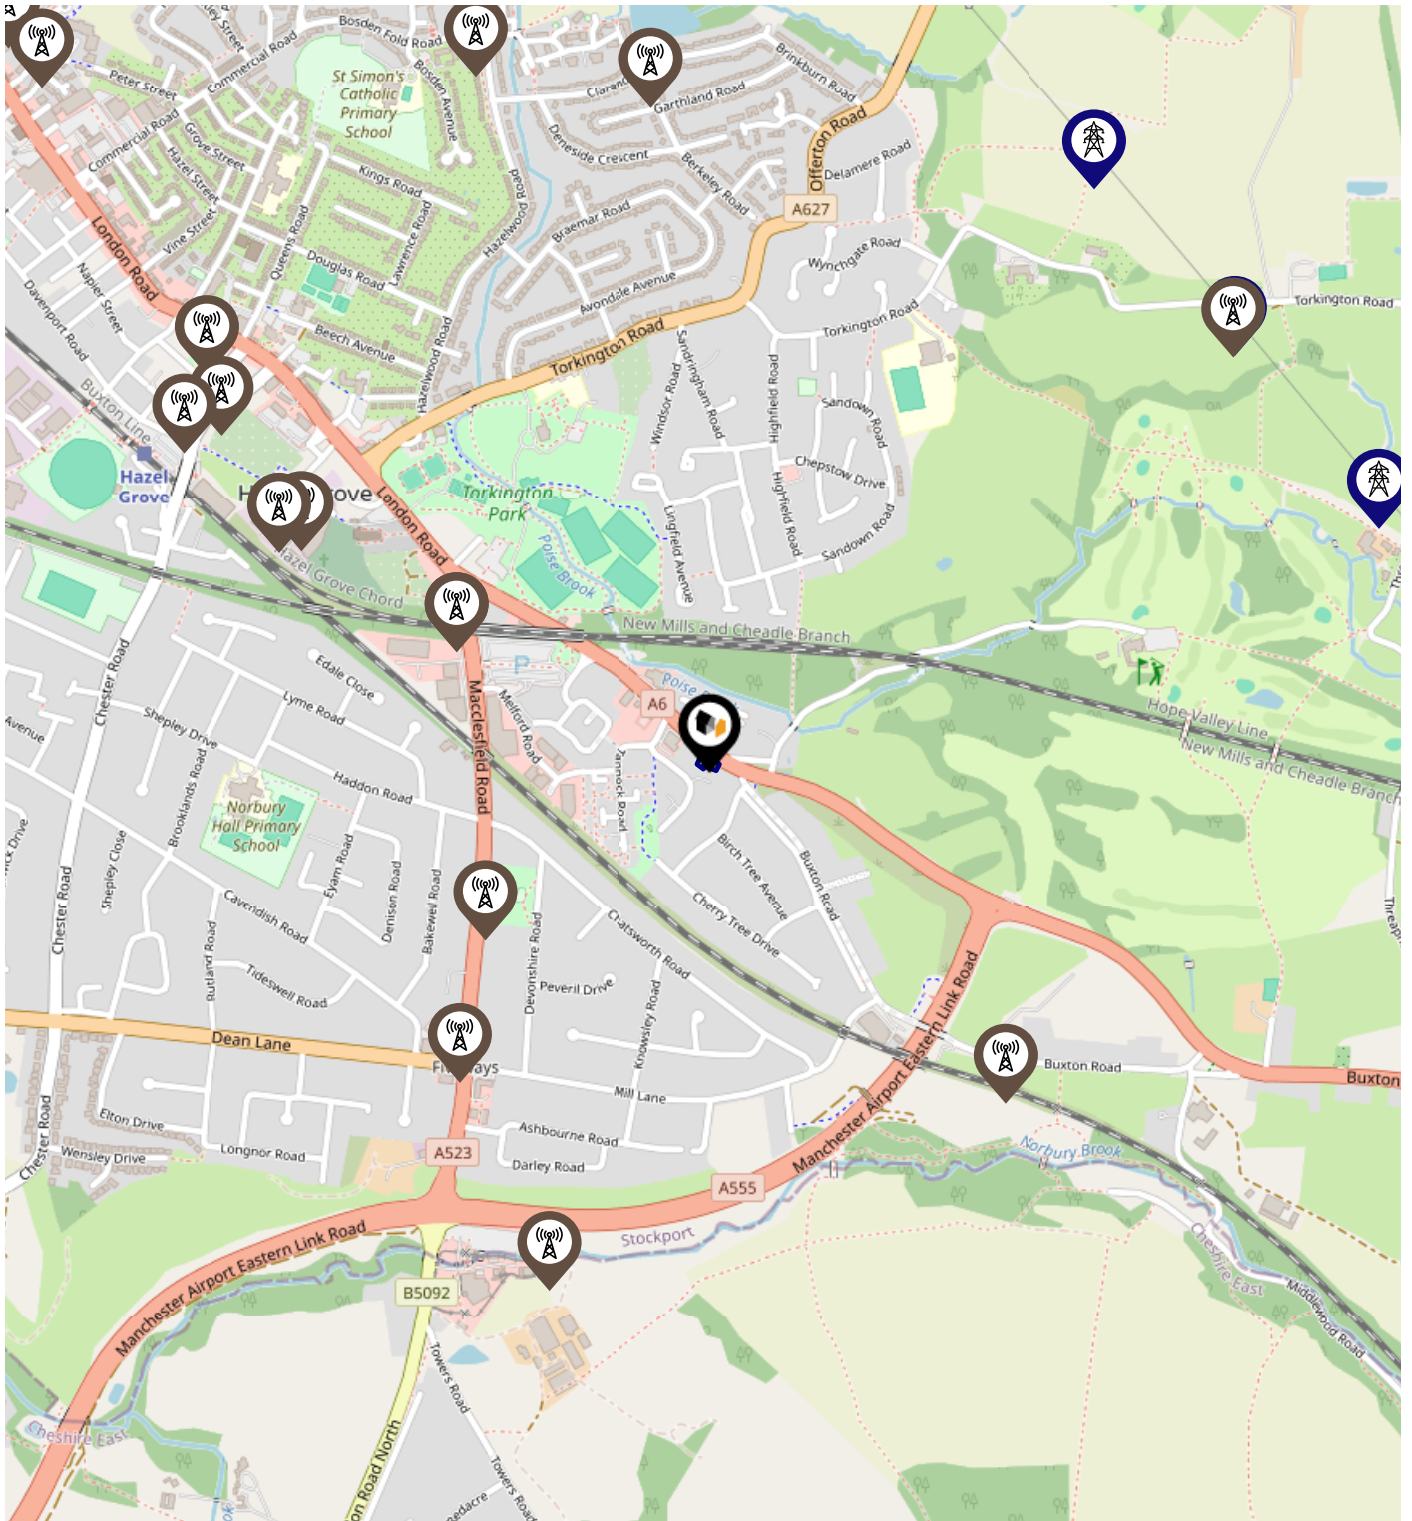 Bosden Fold Road
Commercial Road
Peter Street
St Simon's
Catholic
Primary
School
Bosden Avenue
Garthland Road
Brinkburn Road
Commercial Road
Grove Street
Hazel Street
Vine Street
Kings Road
Deneside Crescent
Berkeley Road
Offerton Road
Delamere Road
A627
London Road
Queens Road
Lawrence Road
Douglas Road
Hazelwood Road
Braemar Road
Wynchgate Road
Napier Street
Davenport Road
Beech Avenue
Hazelwood Road
Avondale Avenue
Torkington Road
Torkington Road
Torkington Road
Buxton Line
Hazel
Grove
Windsor Road
Sandringham Road
Highfield Road
Sandown Road
Chepstow Drive
Highfield Road
Sandown Road
Lingfield Avenue
Torkington
Park
Poise Brook
London Road
Hazel Grove Chord
New Mills and Cheadle Branch
Chester Road
Edale Close
Lyme Road
Shepley Drive
Avenue
Haddon Road
Brooklands Road
Macclesfield Road
Melford Road
A6
Norbury
Hall Primary
School
Shepley Close
Eyam Road
Denison Road
Bakewell Road
Cavendish Road
Rutland Road
Tideswell Road
Chester Road
Hope Valley Line
New Mills and Cheadle Branch
Birch Tree Avenue
Cherry Tree Drive
Buxton Road
Chatsworth Road
Devonshire Road
Peveril Drive
Knowsley Road
Mill Lane
Dean Lane
Manchester Airport Eastern Link Road
Buxton Road
Buxton
Elton Drive
Wensley Drive
Longnor Road
Chester Road
Ashbourne Road
Darley Road
A523
A555
Norbury Brook
Stockport
Cheshire East
Middlewood Road
Manchester Airport Eastern Link Road
B5092
Towers Road
Towers Road
Cheshire East
on Road North